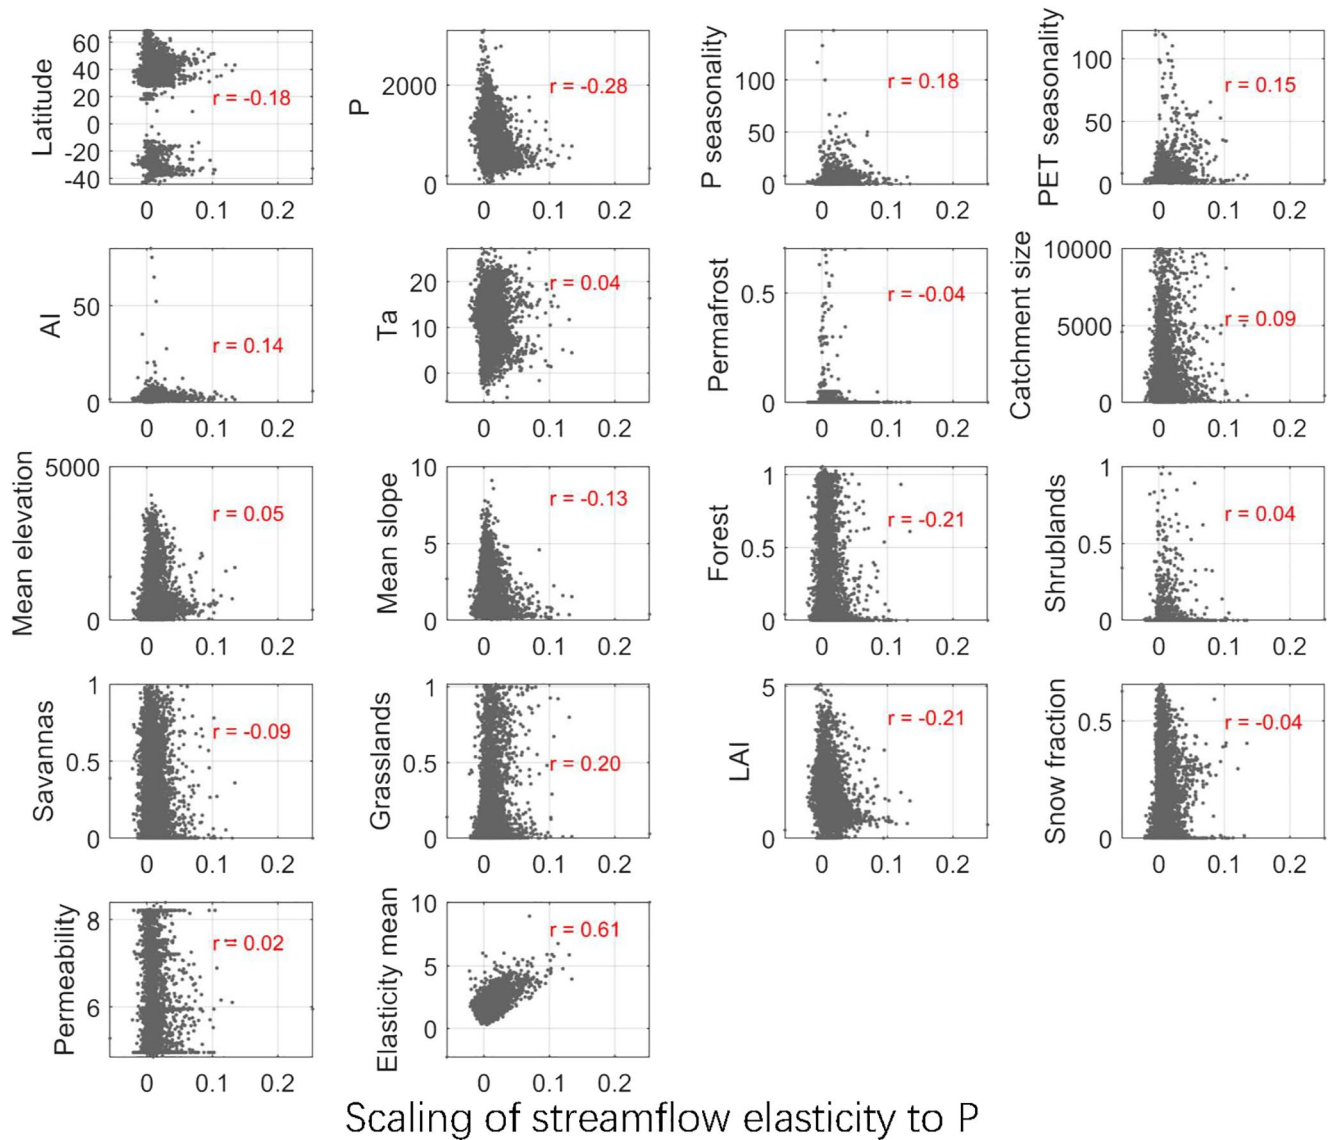 Latitude
60
40
20
0
-20
-40
r = -0.18
0 0.1 0.2
P
2000
0
r = -0.28
0 0.1 0.2
P seasonality
100
50
0
r = 0.18
0 0.1 0.2
PET seasonality
100
50
0
r = 0.15
0 0.1 0.2
AI
50
0
r = 0.14
0 0.1 0.2
Ta
20
10
0
r = 0.04
0 0.1 0.2
Permafrost
0.5
0
r = -0.04
0 0.1 0.2
Catchment size
10000
5000
0
r = 0.09
0 0.1 0.2
Mean elevation
5000
0
r = 0.05
0 0.1 0.2
Mean slope
10
5
0
r = -0.13
0 0.1 0.2
Forest
1
0.5
0
r = -0.21
0 0.1 0.2
Shrublands
1
0.5
0
r = 0.04
0 0.1 0.2
Savannas
1
0.5
0
r = -0.09
0 0.1 0.2
Grasslands
1
0.5
0
r = 0.20
0 0.1 0.2
LAI
5
0
r = -0.21
0 0.1 0.2
Snow fraction
0.5
0
r = -0.04
0 0.1 0.2
Permeability
8
6
r = 0.02
0 0.1 0.2
Elasticity mean
10
5
0
r = 0.61
0 0.1 0.2
Scaling of streamflow elasticity to P